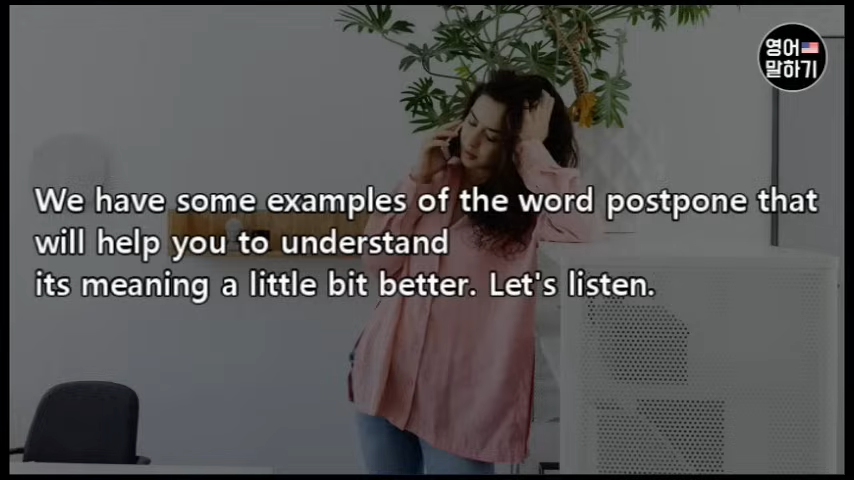 영어
말하기
We have some examples of the word postpone that
will help you to understand
its meaning a little bit better. Let's listen.